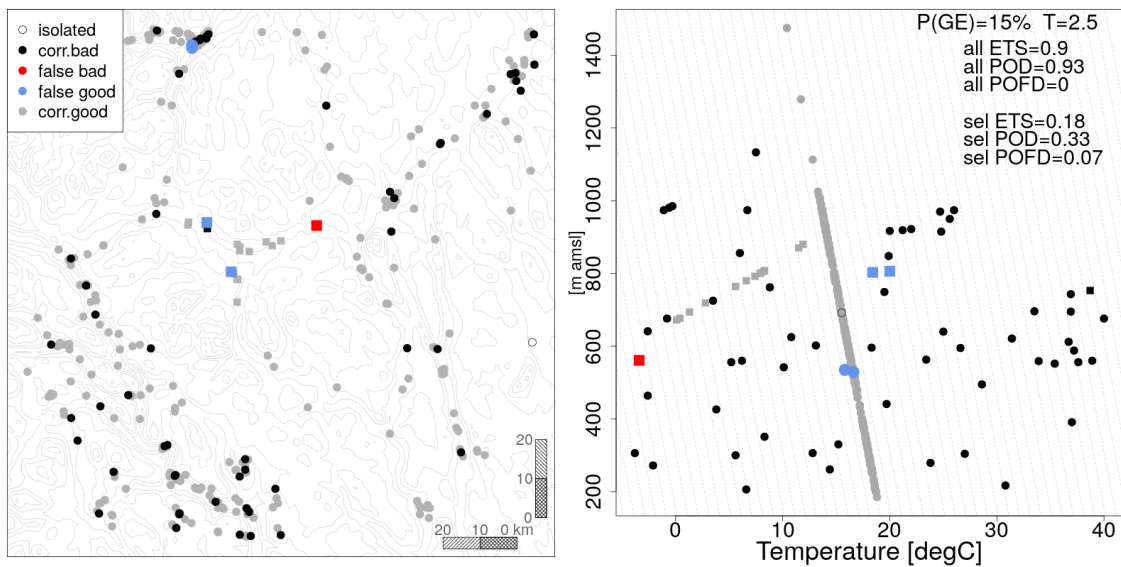 isolated
corr.bad
false bad
false good
corr.good
20
10
0
20 10 0 km
P(GE)=15% T=2.5
all ETS=0.9
all POD=0.93
all POFD=0
sel ETS=0.18
sel POD=0.33
sel POFD=0.07
[m amsl]
1400
1200
1000
800
600
400
200
0 10 20 30 40
Temperature [degC]